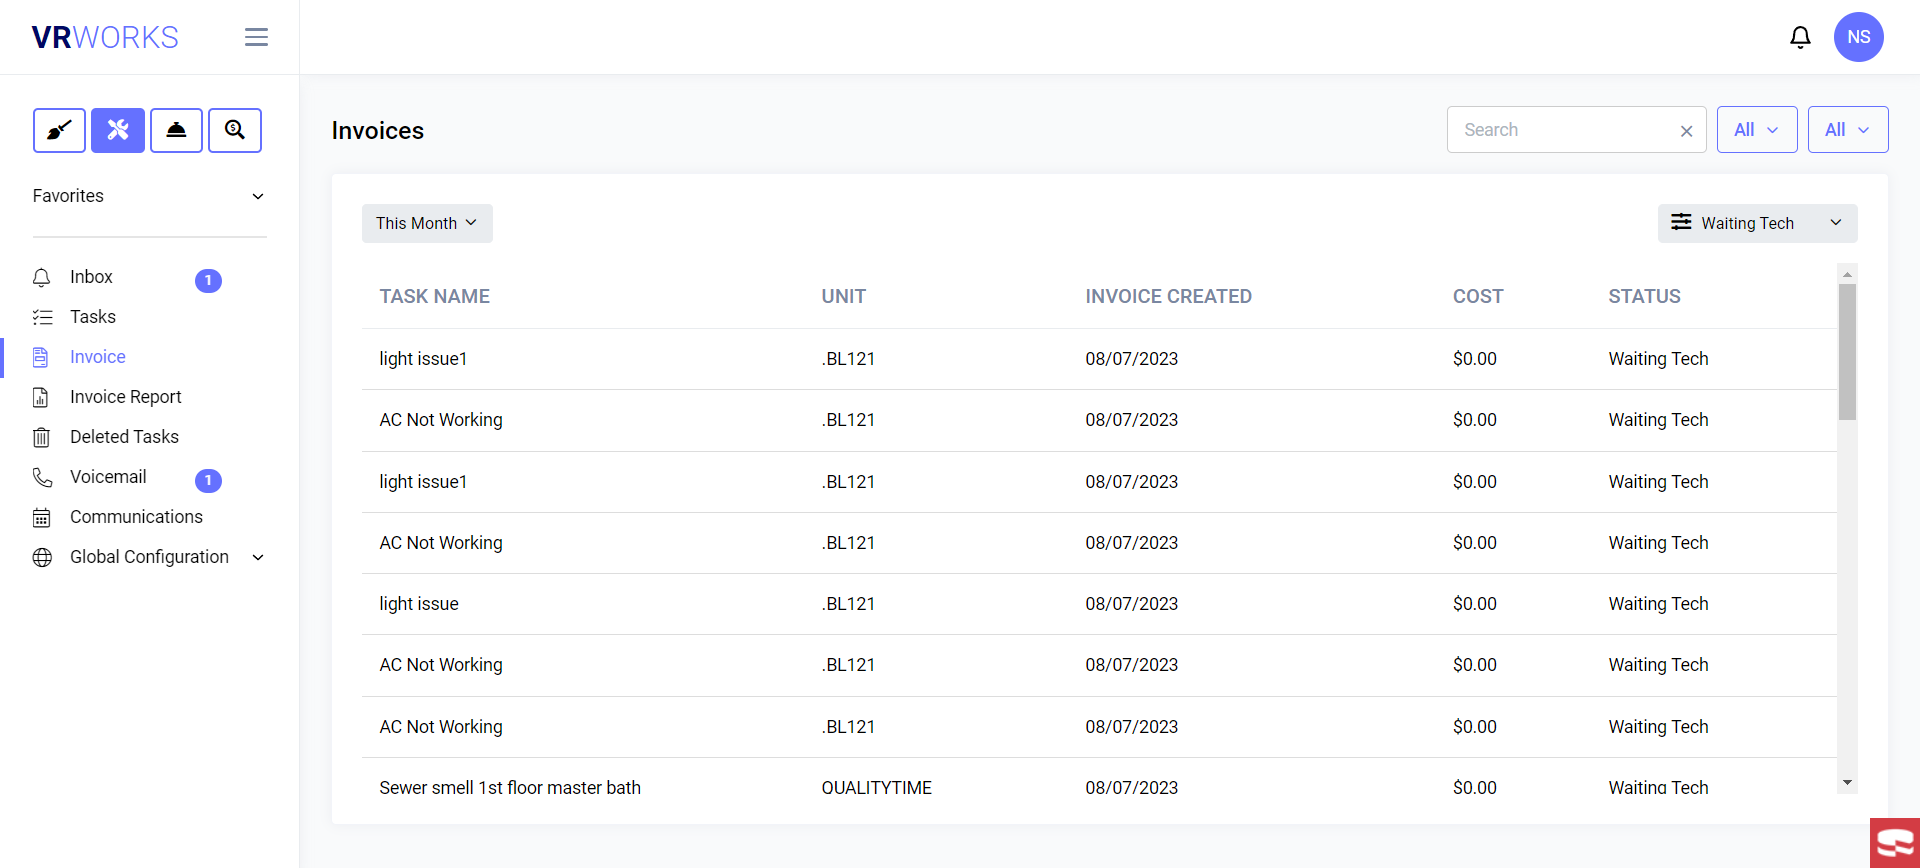 VRWORKS
NS
Favorites
Inbox 1
Tasks
Invoice
Invoice Report
Deleted Tasks
Voicemail 1
Communications
Global Configuration
Invoices
Search
All
All
This Month
Waiting Tech
TASK NAME UNIT INVOICE CREATED COST STATUS
light issue1 .BL121 08/07/2023 $0.00 Waiting Tech
AC Not Working .BL121 08/07/2023 $0.00 Waiting Tech
light issue1 .BL121 08/07/2023 $0.00 Waiting Tech
AC Not Working .BL121 08/07/2023 $0.00 Waiting Tech
light issue .BL121 08/07/2023 $0.00 Waiting Tech
AC Not Working .BL121 08/07/2023 $0.00 Waiting Tech
AC Not Working .BL121 08/07/2023 $0.00 Waiting Tech
Sewer smell 1st floor master bath QUALITYTIME 08/07/2023 $0.00 Waiting Tech